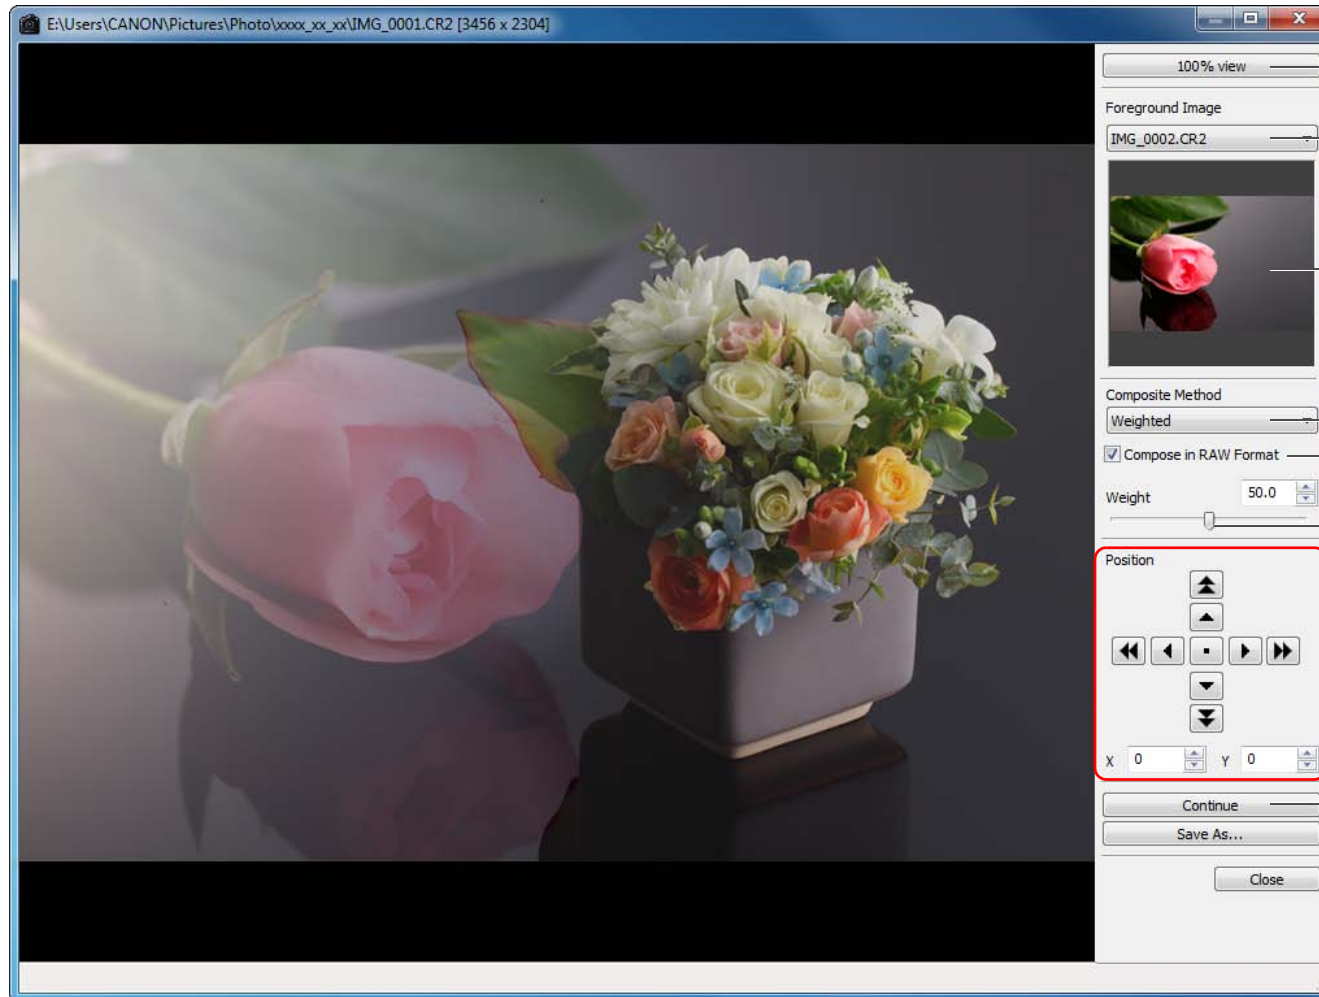 E:\Users\CANON\Pictures\Photo\xxxx_xx_xx\IMG_0001.CR2 [3456 x 2304]
100% view
Foreground Image
IMG_0002.CR2
Composite Method
Weighted
Compose in RAW Format
Weight 50.0
Position
X 0 Y 0
Continue
Save As...
Close